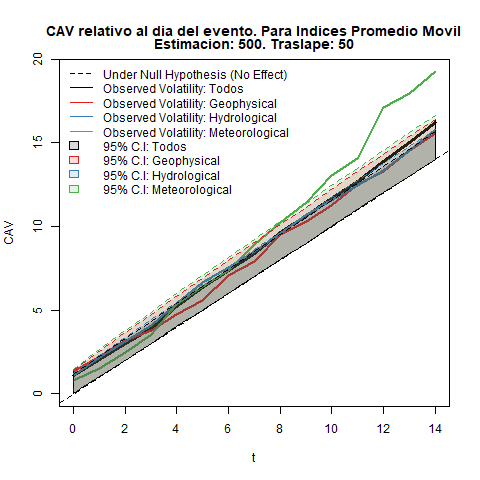 CAV relativo al dia del evento. Para Indices Promedio Movil
Estimacion: 500. Traslape: 50
Under Null Hypothesis (No Effect)
Observed Volatility: Todos
Observed Volatility: Geophysical
Observed Volatility: Hydrological
Observed Volatility: Meteorological
95% C.I: Todos
95% C.I: Geophysical
95% C.I: Hydrological
95% C.I: Meteorological
CAV
20
15
10
5
0
0 2 4 6 8 10 12 14
t